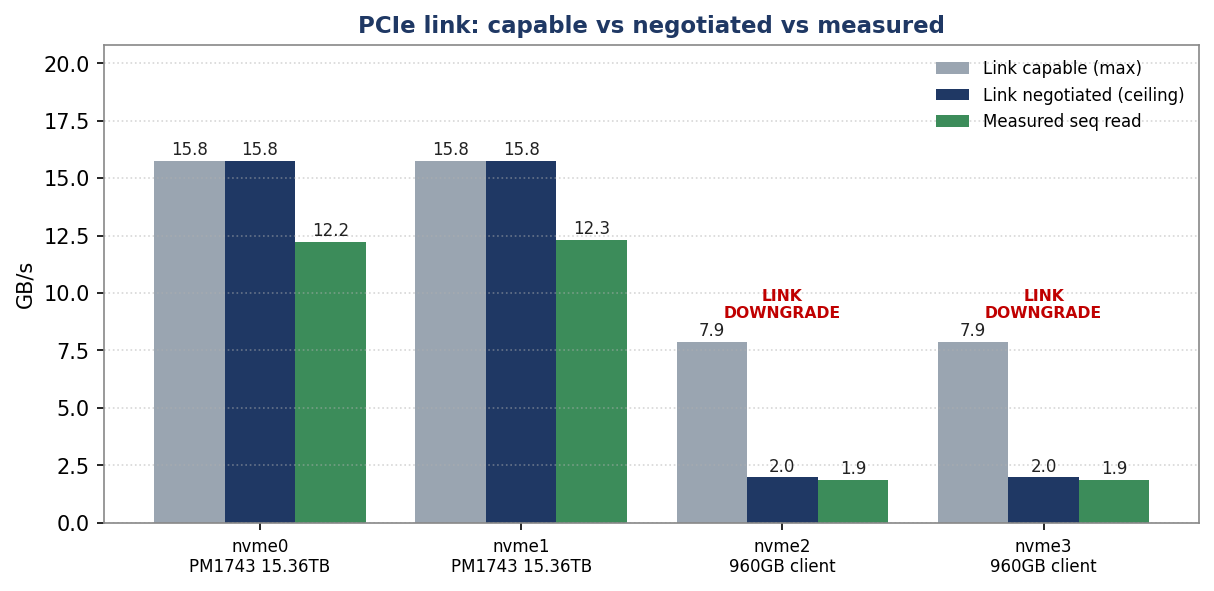 PCIe link: capable vs negotiated vs measured
Link capable (max)
Link negotiated (ceiling)
Measured seq read
GB/s
20.0
17.5
15.0
12.5
10.0
7.5
5.0
2.5
0.0
15.8
15.8
12.2
15.8
15.8
12.3
LINK
DOWNGRADE
7.9
2.0
1.9
LINK
DOWNGRADE
7.9
2.0
1.9
nvme0
PM1743 15.36TB
nvme1
PM1743 15.36TB
nvme2
960GB client
nvme3
960GB client